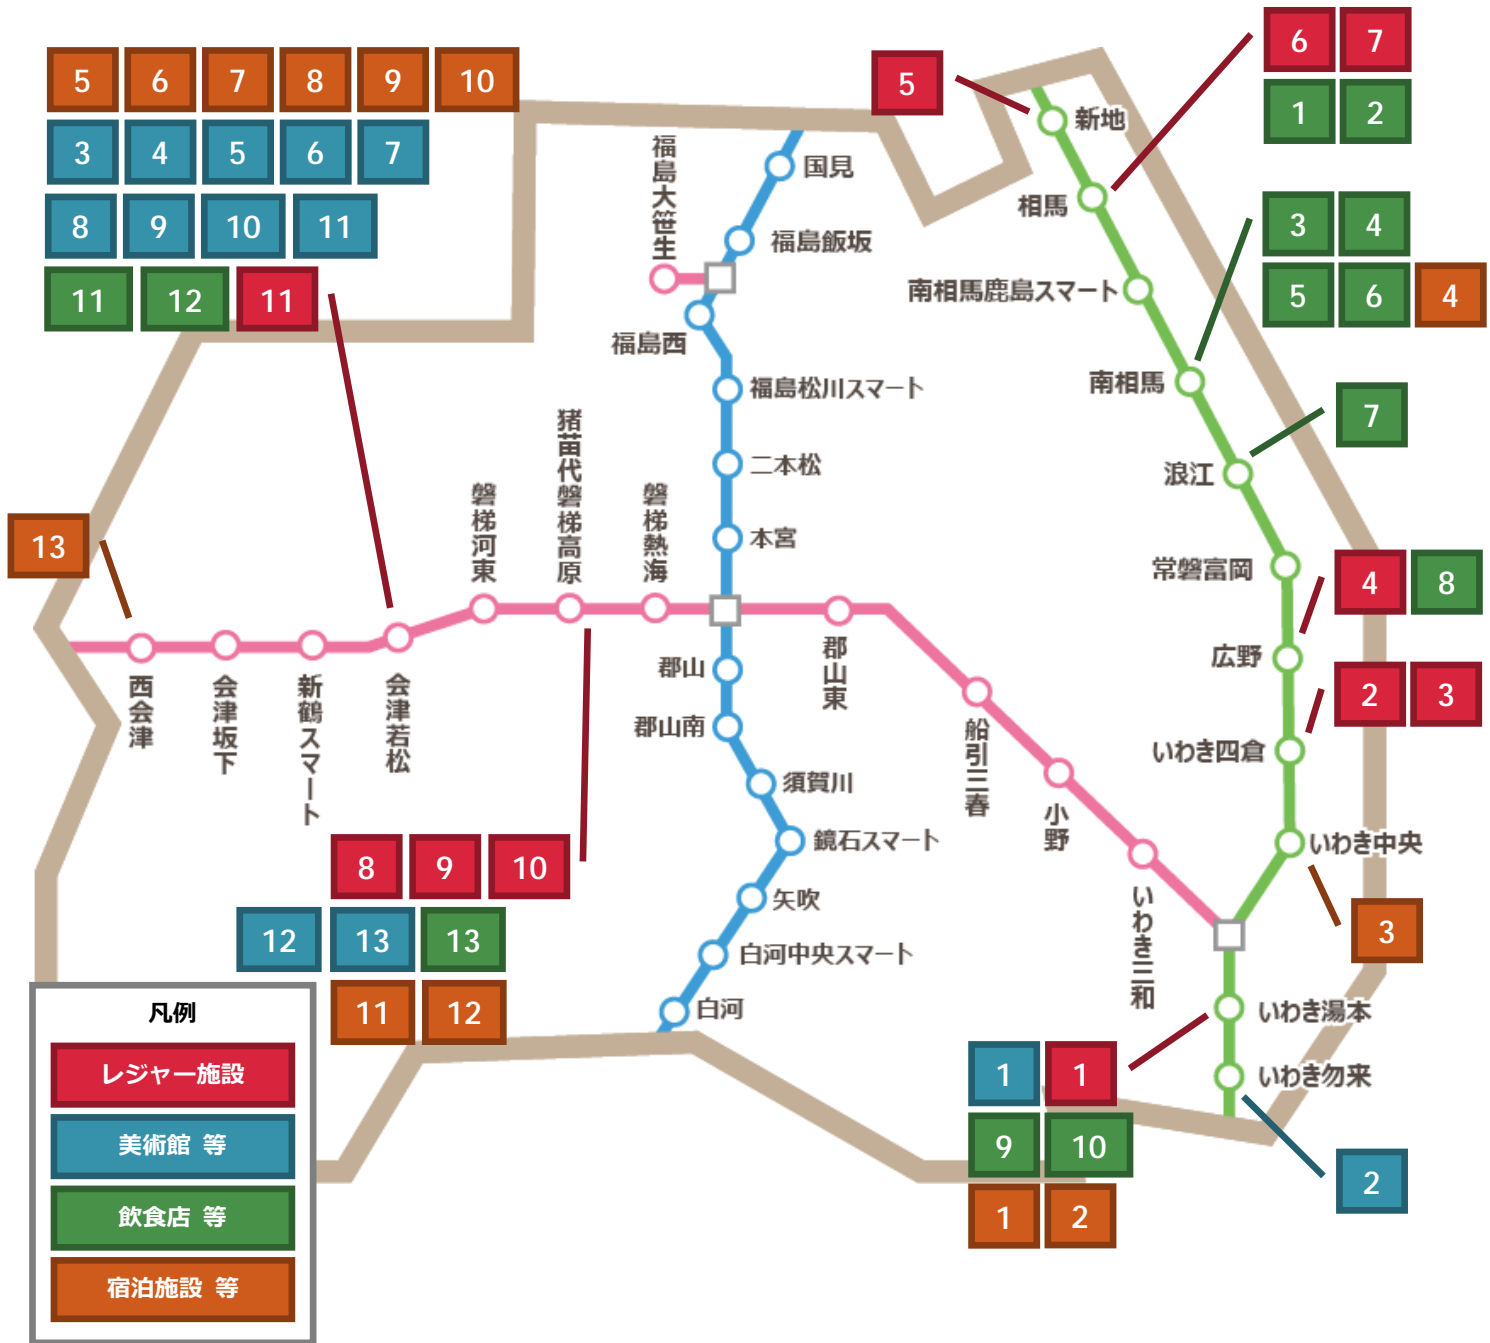 5 6 7 8 9 10
3 4 5 6 7
8 9 10 11
11 12 11
5
6 7
1 2
3 4
5 6 4
7
4 8
2 3
3
13
8 9 10
12 13 13
11 12
1 1
9 10
1 2
2
国見
福島飯坂
福島大笹生
福島西
福島松川スマート
二本松
本宮
郡山
郡山南
須賀川
鏡石スマート
矢吹
白河中央スマート
白河
新地
相馬
南相馬鹿島スマート
南相馬
浪江
常磐富岡
広野
いわき四倉
いわき中央
いわき湯本
いわき勿来
西会津
会津坂下
新鶴スマート
会津若松
磐梯河東
猪苗代磐梯高原
磐梯熱海
郡山東
船引三春
小野
いわき三和
凡例
レジャー施設
美術館 等
飲食店 等
宿泊施設 等